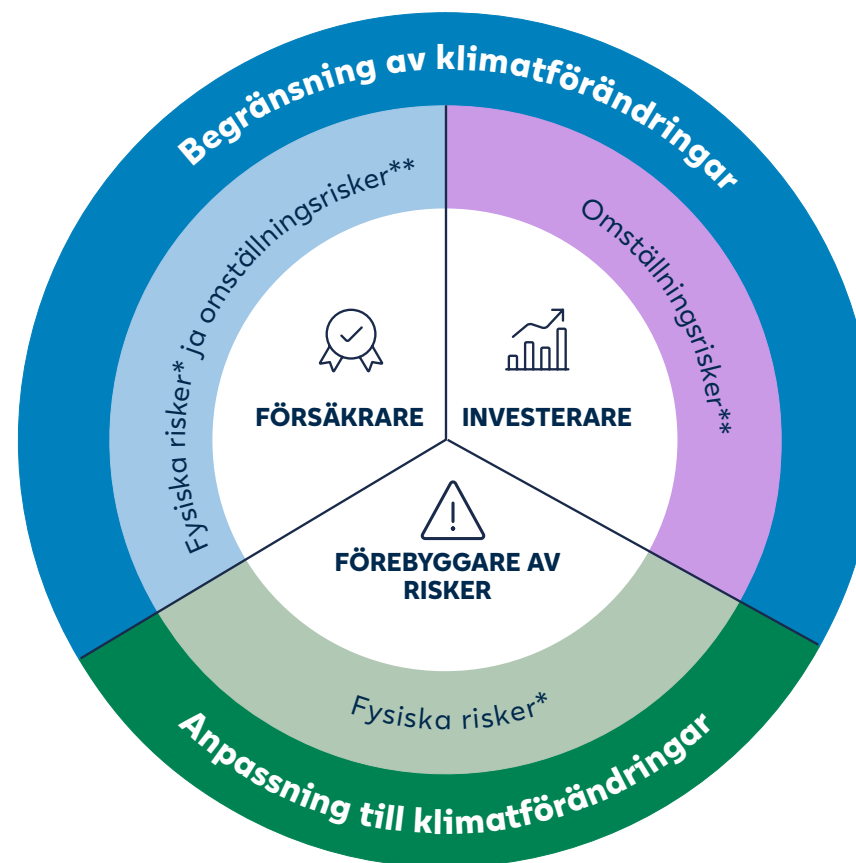 Begränsning av klimatförändringar
Fysiska risker* ja omställningsrisker**
Omställningsrisker**
FÖRSÄKRARE
INVESTERARE
FÖREBYGGARE AV
RISKER
Fysiska risker*
Anpassning till klimatförändringar